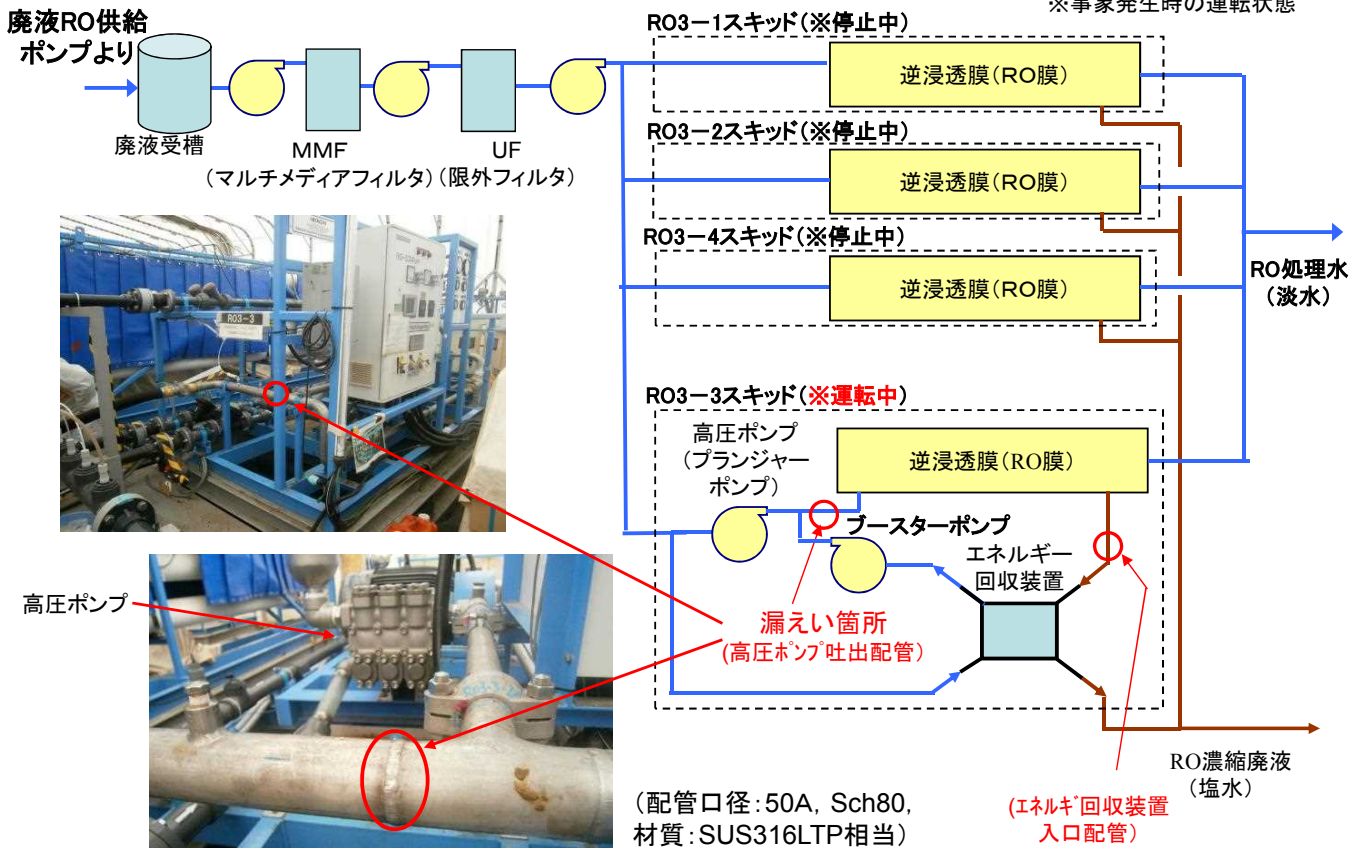 ※事象発生時の運転状態
廃液RO供給
ポンプより
廃液受槽
MMF
(マルチメディアフィルタ)
UF
(限外フィルタ)
RO3-1スキッド(※停止中)
逆浸透膜(RO膜)
RO3-2スキッド(※停止中)
逆浸透膜(RO膜)
RO3-4スキッド(※停止中)
逆浸透膜(RO膜)
RO処理水
(淡水)
RO3-3スキッド(※運転中)
高圧ポンプ
(プランジャー
ポンプ)
逆浸透膜(RO膜)
ブースターポンプ
エネルギー
回収装置
漏えい箇所
(高圧ポンプ吐出配管)
RO3-3
高圧ポンプ
(配管口径:50A, Sch80,
材質:SUS316LTP相当)
(エネルギ回収装置
入口配管)
RO濃縮廃液
(塩水)